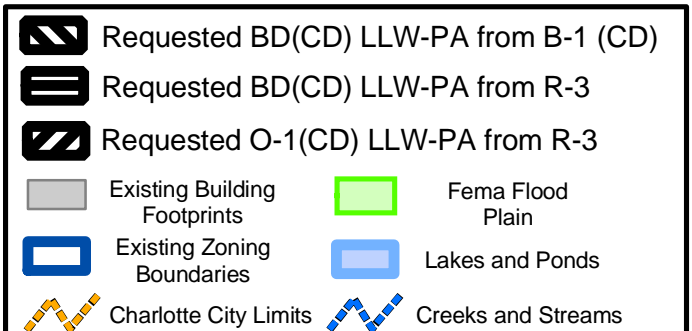 Requested BD(CD) LLW-PA from B-1 (CD)
Requested BD(CD) LLW-PA from R-3
Requested O-1(CD) LLW-PA from R-3
Existing Building
Footprints
Fema Flood
Plain
Existing Zoning
Boundaries
Lakes and Ponds
Charlotte City Limits
Creeks and Streams